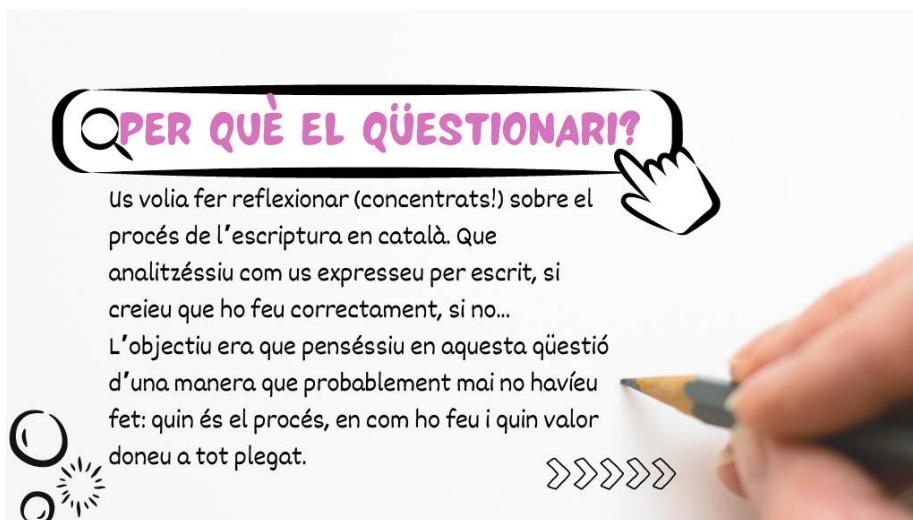 PER QUÈ EL QÜESTIONARI?
Us volia fer reflexionar (concentrats!) sobre el
procés de l'escriptura en català. Que
analitzéssiu com us expresseu per escrit, si
creieu que ho feu correctament, si no...
L'objectiu era que penséssiu en aquesta qüestió
d'una manera que probablement mai no havíeu
fet: quin és el procés, en com ho feu i quin valor
doneu a tot plegat.